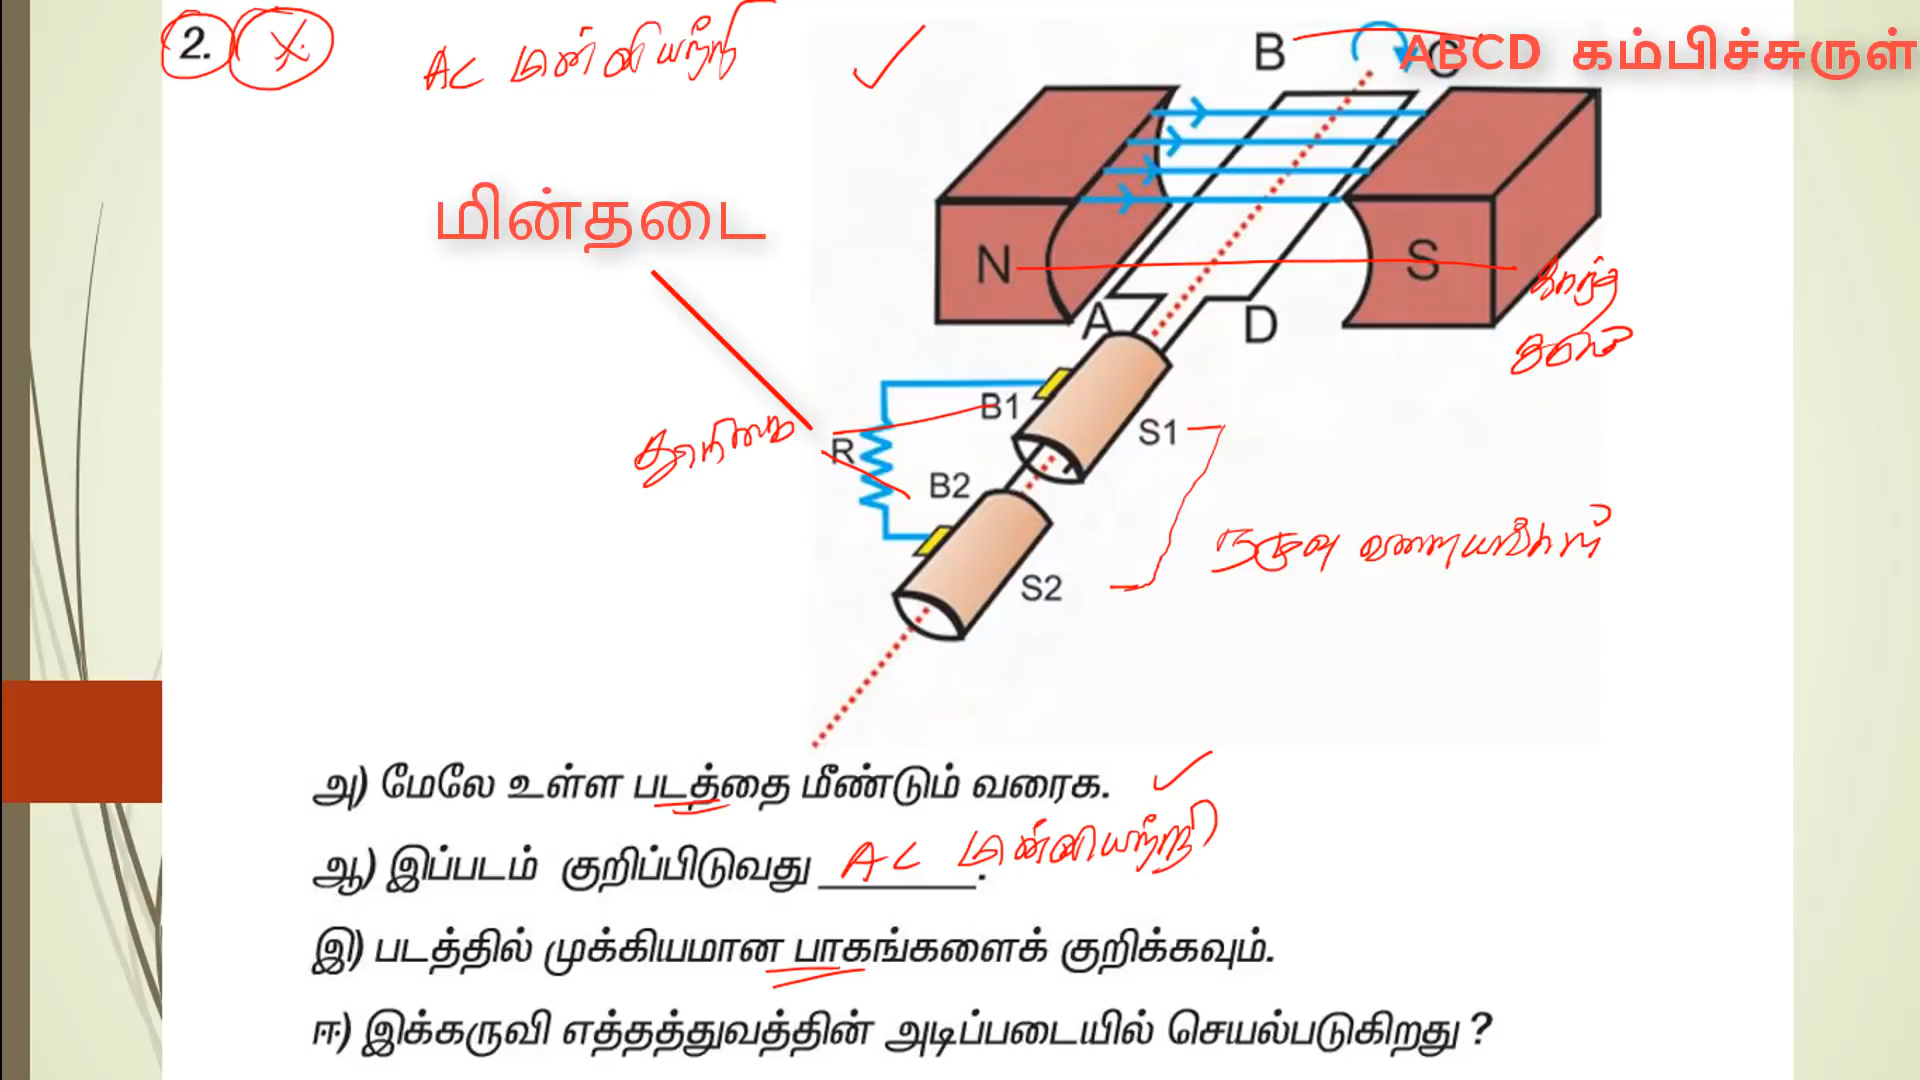 2.
AC மின்னியற்றி
B
C
ABCD கம்பிச்சுருள்
மின்தடை
N
S
காந்த
A
D
B1
S1
தூரிகை
R
B2
நழுவு வளையங்கள்
S2
அ) மேலே உள்ள படத்தை மீண்டும் வரைக.
ஆ) இப்படம் குறிப்பிடுவது AC மின்னியற்றி.
இ) படத்தில் முக்கியமான பாகங்களைக் குறிக்கவும்.
ஈ) இக்கருவி எத்தத்துவத்தின் அடிப்படையில் செயல்படுகிறது ?